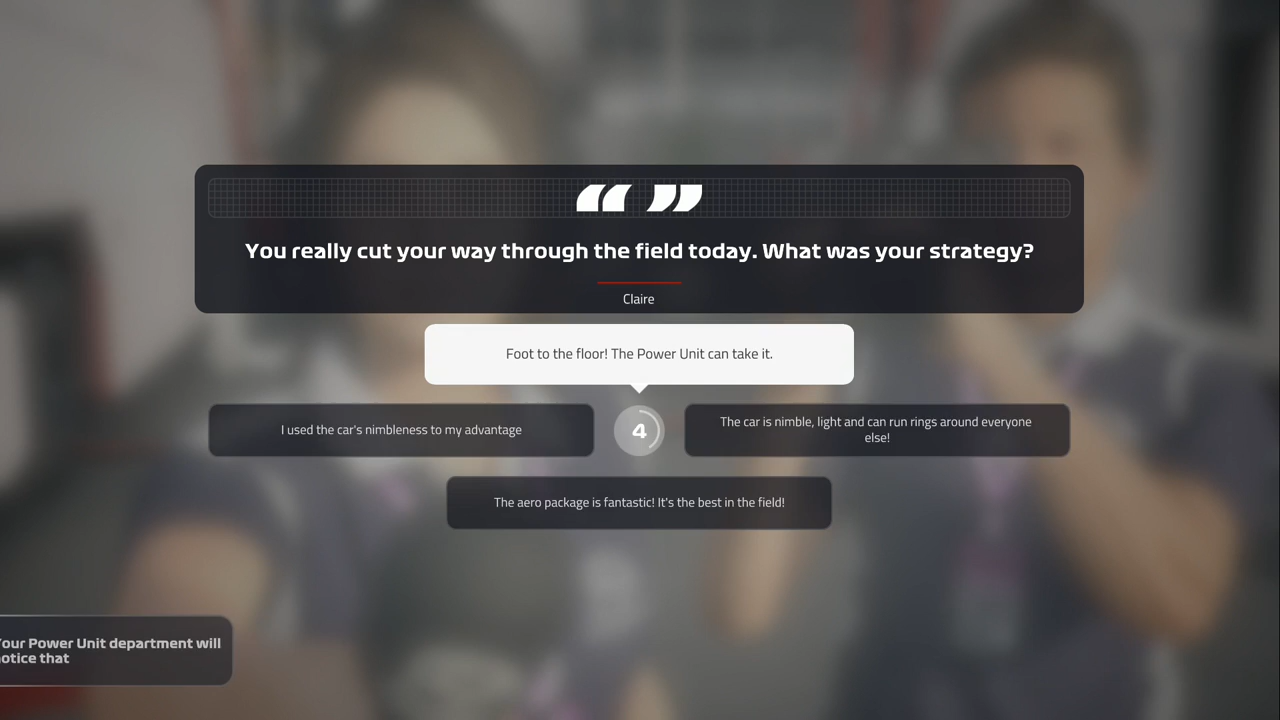 “ ”
You really cut your way through the field today. What was your strategy?
Claire
Foot to the floor! The Power Unit can take it.
I used the car's nimbleness to my advantage
4
The car is nimble, light and can run rings around everyone
else!
The aero package is fantastic! It's the best in the field!
Your Power Unit department will
notice that